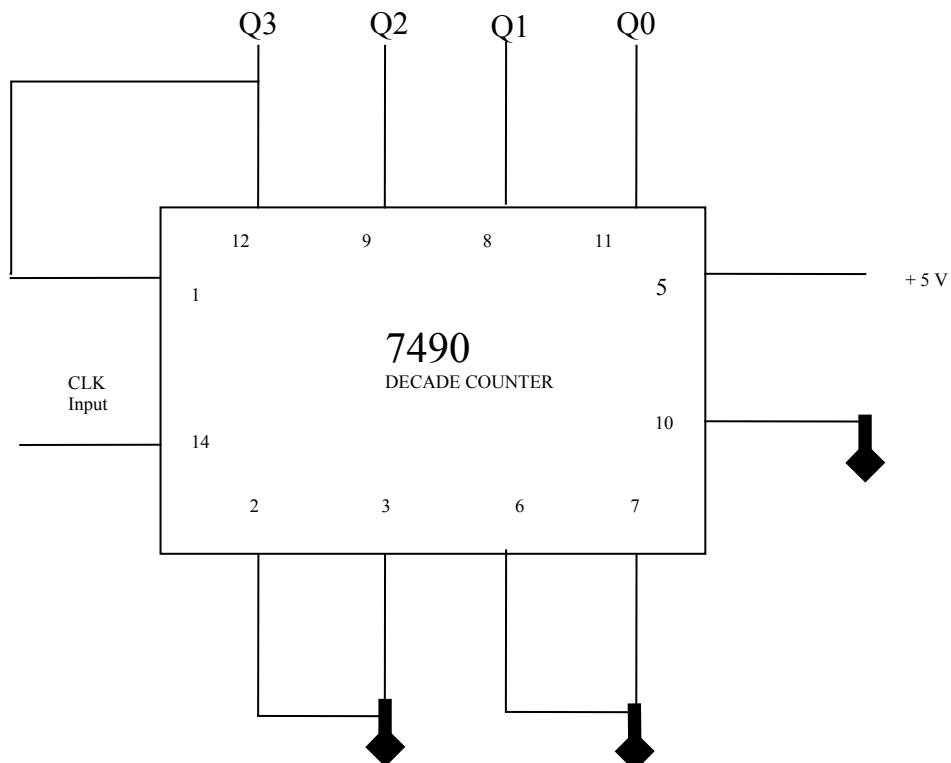 Q3 Q2 Q1 Q0
12 9 8 11
1 5 + 5 V
7490
DECADE COUNTER
CLK
Input
14 10
2 3 6 7